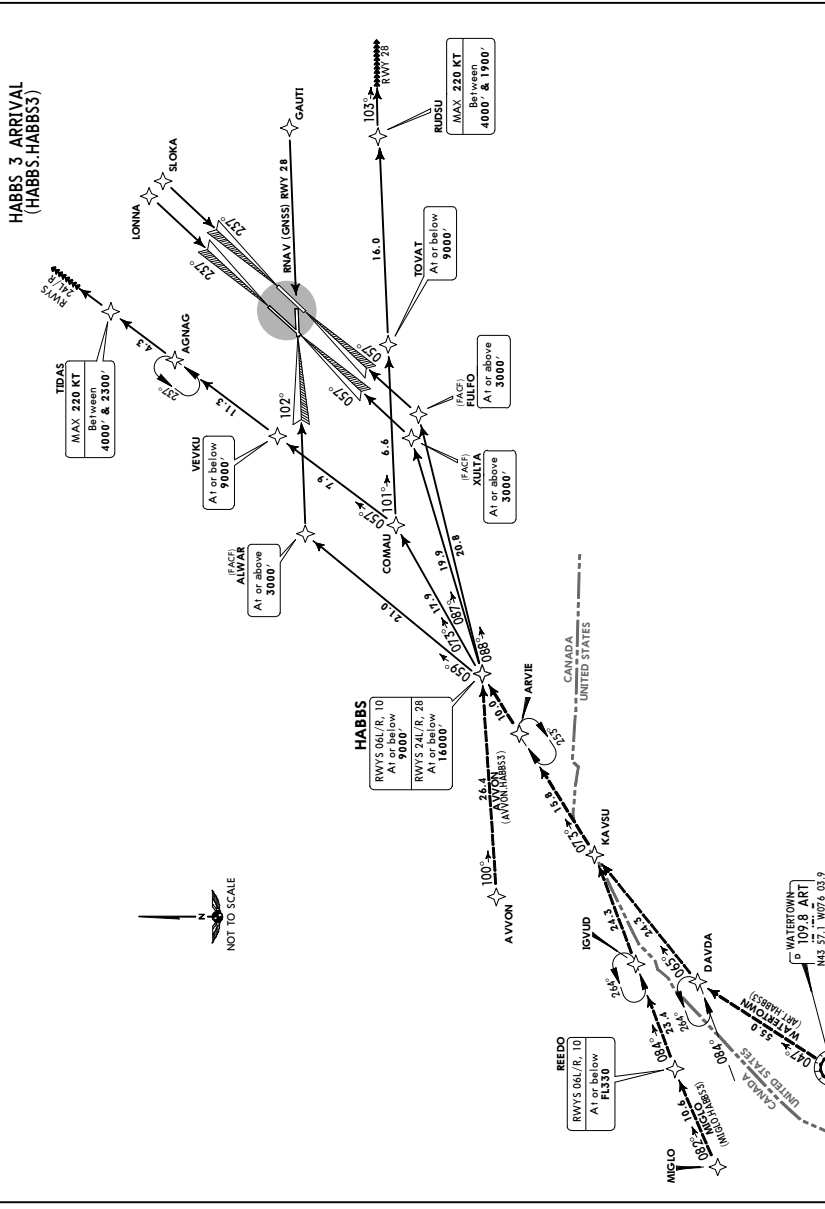 HABBS 3 ARRIVAL
(HABBS.HABBS3)
RWY 28
103°
RUDSU
MAX 220 KT
Between
4000' & 1900'
GAUTI
SLOKA
LONNA
237°
237°
RNAV (GNSS) RWY 28
16.0
TOVAT
At or below
9000'
RWYS
24L/R
TIDAS
MAX 220 KT
Between
4000' & 2300'
4.3
AGNAG
237°
11.3
VEVKU
At or below
9000'
102°
057°
057°
(FACF)
FULFO
At or above
3000'
(FACF)
XULTA
At or above
3000'
6.6
101°
7.9
057°
COMAU
(FACF)
ALWAR
At or above
3000'
21.0
17.6
19.9
20.8
059°
073°
087°
088°
HABBS
RWYS 06L/R, 10
At or below
9000'
RWYS 24L/R, 28
At or below
16000'
10.0
ARVIE
253°
CANADA
UNITED STATES
26.4
AVVON
(AVVON.HABBS3)
100°
AVVON
15.8
073°
KAVSU
N
NOT TO SCALE
24.3
IGVUD
264°
24.3
065°
DAVDA
264°
084°
23.4
084°
REEDO
RWYS 06L/R, 10
At or below
FL330
10.6
MIGLO
(MIGLO.HABBS3)
082°
MIGLO
CANADA
UNITED STATES
55.0
WATERTOWN
(ART.HABBS3)
047°
WATERTOWN
D 109.8 ART
N43 57.1 W076 03.9